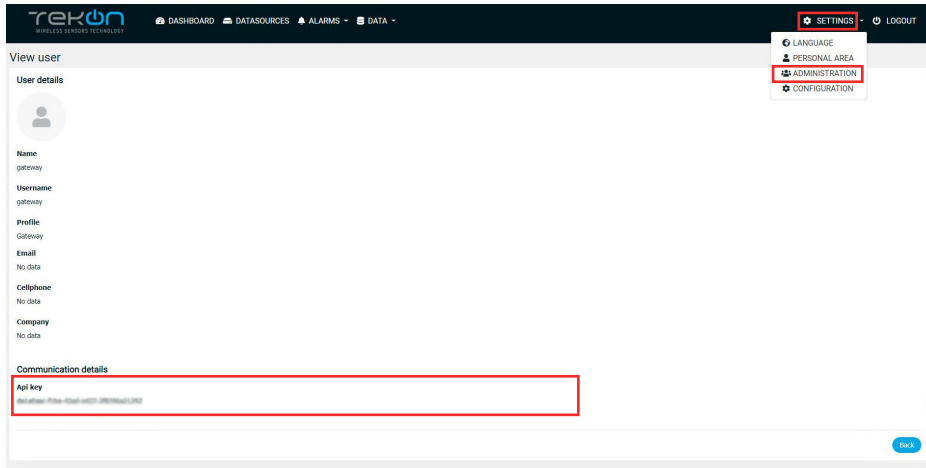 TEKON
WIRELESS SENSORS TECHNOLOGY
DASHBOARD DATASOURCES ALARMS DATA SETTINGS LOGOUT
LANGUAGE
PERSONAL AREA
ADMINISTRATION
CONFIGURATION
View user
User details
Name
gateway
Username
gateway
Profile
Gateway
Email
No data
Cellphone
No data
Company
No data
Communication details
Api key
Back